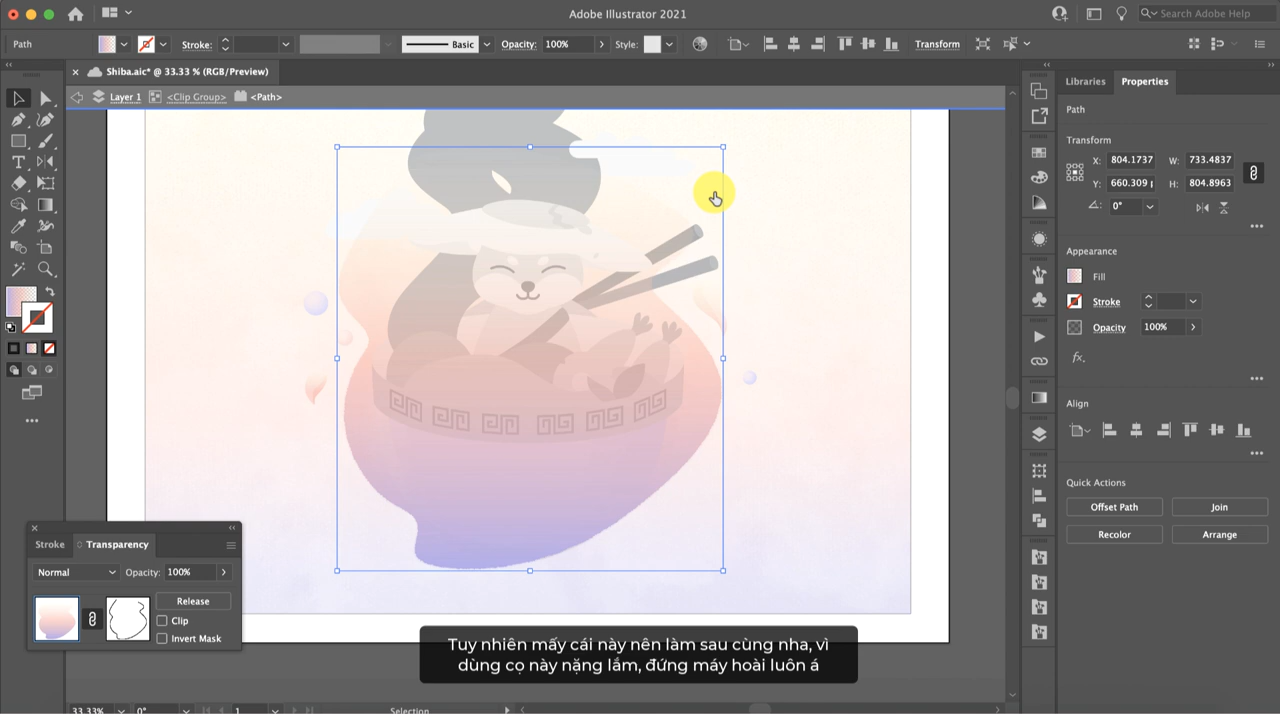 Adobe Illustrator 2021
Search Adobe Help
Path
Stroke:
Basic
Opacity: 100%
Style:
Transform
Shiba.aic* @ 33.33 % (RGB/Preview)
Layer 1
<Clip Group>
<Path>
Libraries
Properties
Path
Transform
X: 804.1737
W: 733.4837
Y: 660.309 p
H: 804.8963
0°
Appearance
Fill
Stroke
Opacity 100%
fx.
Align
Quick Actions
Offset Path
Join
Recolor
Arrange
Stroke
Transparency
Normal
Opacity: 100%
Release
Clip
Invert Mask
Tuy nhiên mấy cái này nên làm sau cùng nha, vì
dùng cọ này nặng lắm, đứng máy hoài luôn á
33.33%
0°
1
Selection